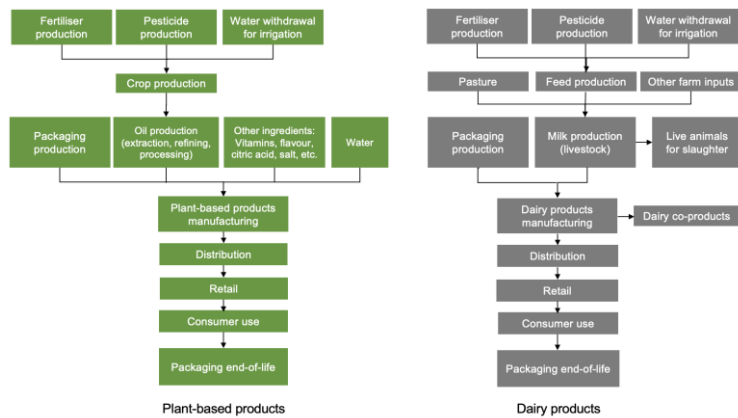 Fertiliser
production
Pesticide
production
Water withdrawal
for irrigation
Crop production
Packaging
production
Oil production
(extraction, refining,
processing)
Other ingredients:
Vitamins, flavour,
citric acid, salt, etc.
Water
Plant-based products
manufacturing
Distribution
Retail
Consumer use
Packaging end-of-life
Plant-based products
Fertiliser
production
Pesticide
production
Water withdrawal
for irrigation
Pasture
Feed production
Other farm inputs
Packaging
production
Milk production
(livestock)
Live animals
for slaughter
Dairy products
manufacturing
Dairy co-products
Distribution
Retail
Consumer use
Packaging end-of-life
Dairy products